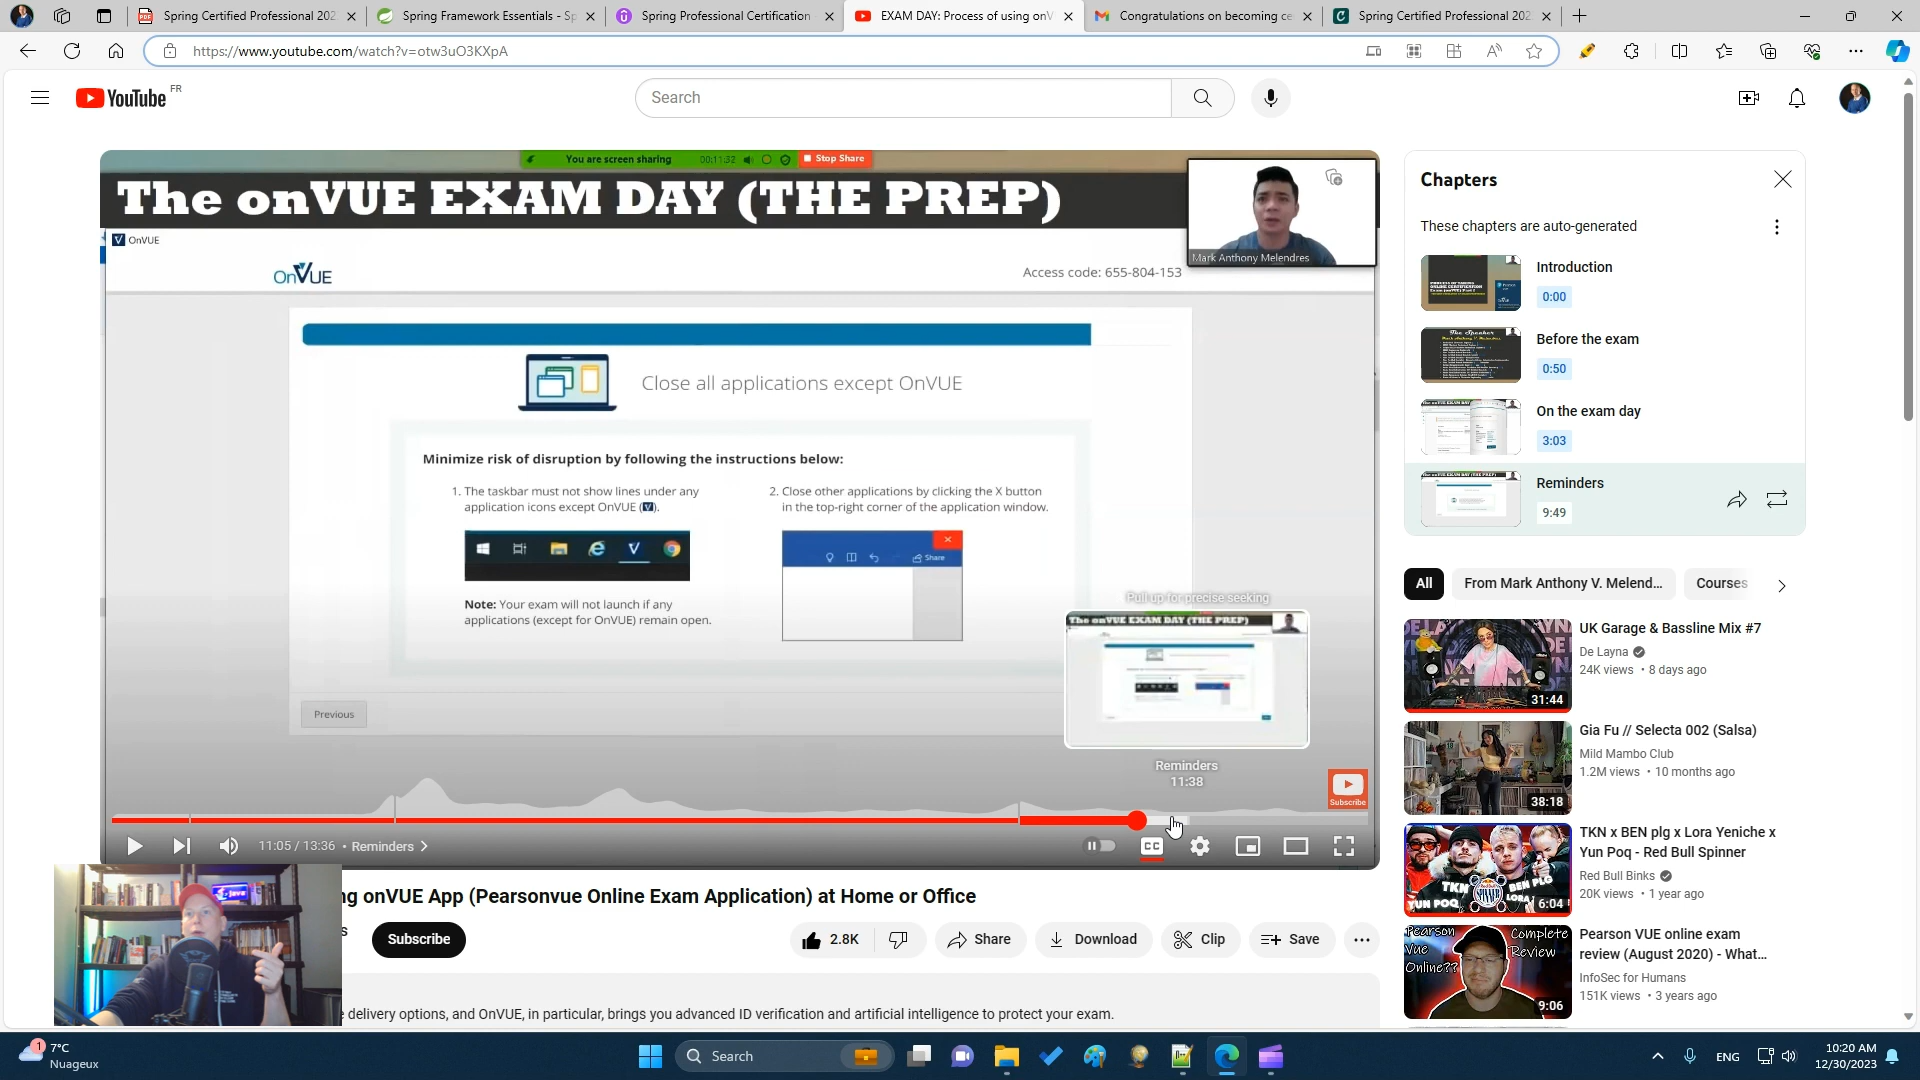 Spring Certified Professional 202
Spring Framework Essentials - Sp
Spring Professional Certification
EXAM DAY: Process of using onV
Congratulations on becoming ce
Spring Certified Professional 202
https://www.youtube.com/watch?v=otw3uO3KXpA
YouTube FR
Search
You are screen sharing 00:11:32 Stop Share
The onVUE EXAM DAY (THE PREP)
Mark Anthony Melendres
OnVUE
OnVUE
Access code: 655-804-153
Close all applications except OnVUE
Minimize risk of disruption by following the instructions below:
1. The taskbar must not show lines under any
application icons except OnVUE (V).
2. Close other applications by clicking the X button
in the top-right corner of the application window.
Share
Note: Your exam will not launch if any
applications (except for OnVUE) remain open.
Previous
Pull up for precise seeking
The onVUE EXAM DAY (THE PREP)
Reminders
11:38
Subscribe
11:05 / 13:36 • Reminders
CC
ng onVUE App (Pearsonvue Online Exam Application) at Home or Office
s
Subscribe
2.8K
Share
Download
Clip
Save
delivery options, and OnVUE, in particular, brings you advanced ID verification and artificial intelligence to protect your exam.
Chapters
These chapters are auto-generated
Introduction
0:00
Before the exam
0:50
On the exam day
3:03
Reminders
9:49
All
From Mark Anthony V. Melend...
Courses
UK Garage & Bassline Mix #7
De Layna
24K views • 8 days ago
31:44
Gia Fu // Selecta 002 (Salsa)
Mild Mambo Club
1.2M views • 10 months ago
38:18
TKN x BEN plg x Lora Yeniche x
Yun Poq - Red Bull Spinner
Red Bull Binks
20K views • 1 year ago
6:04
Pearson VUE online exam
review (August 2020) - What...
InfoSec for Humans
151K views • 3 years ago
Pearson
Vue
Online??
Complete
Review
9:06
1
7°C
Nuageux
Search
ENG
10:20 AM
12/30/2023